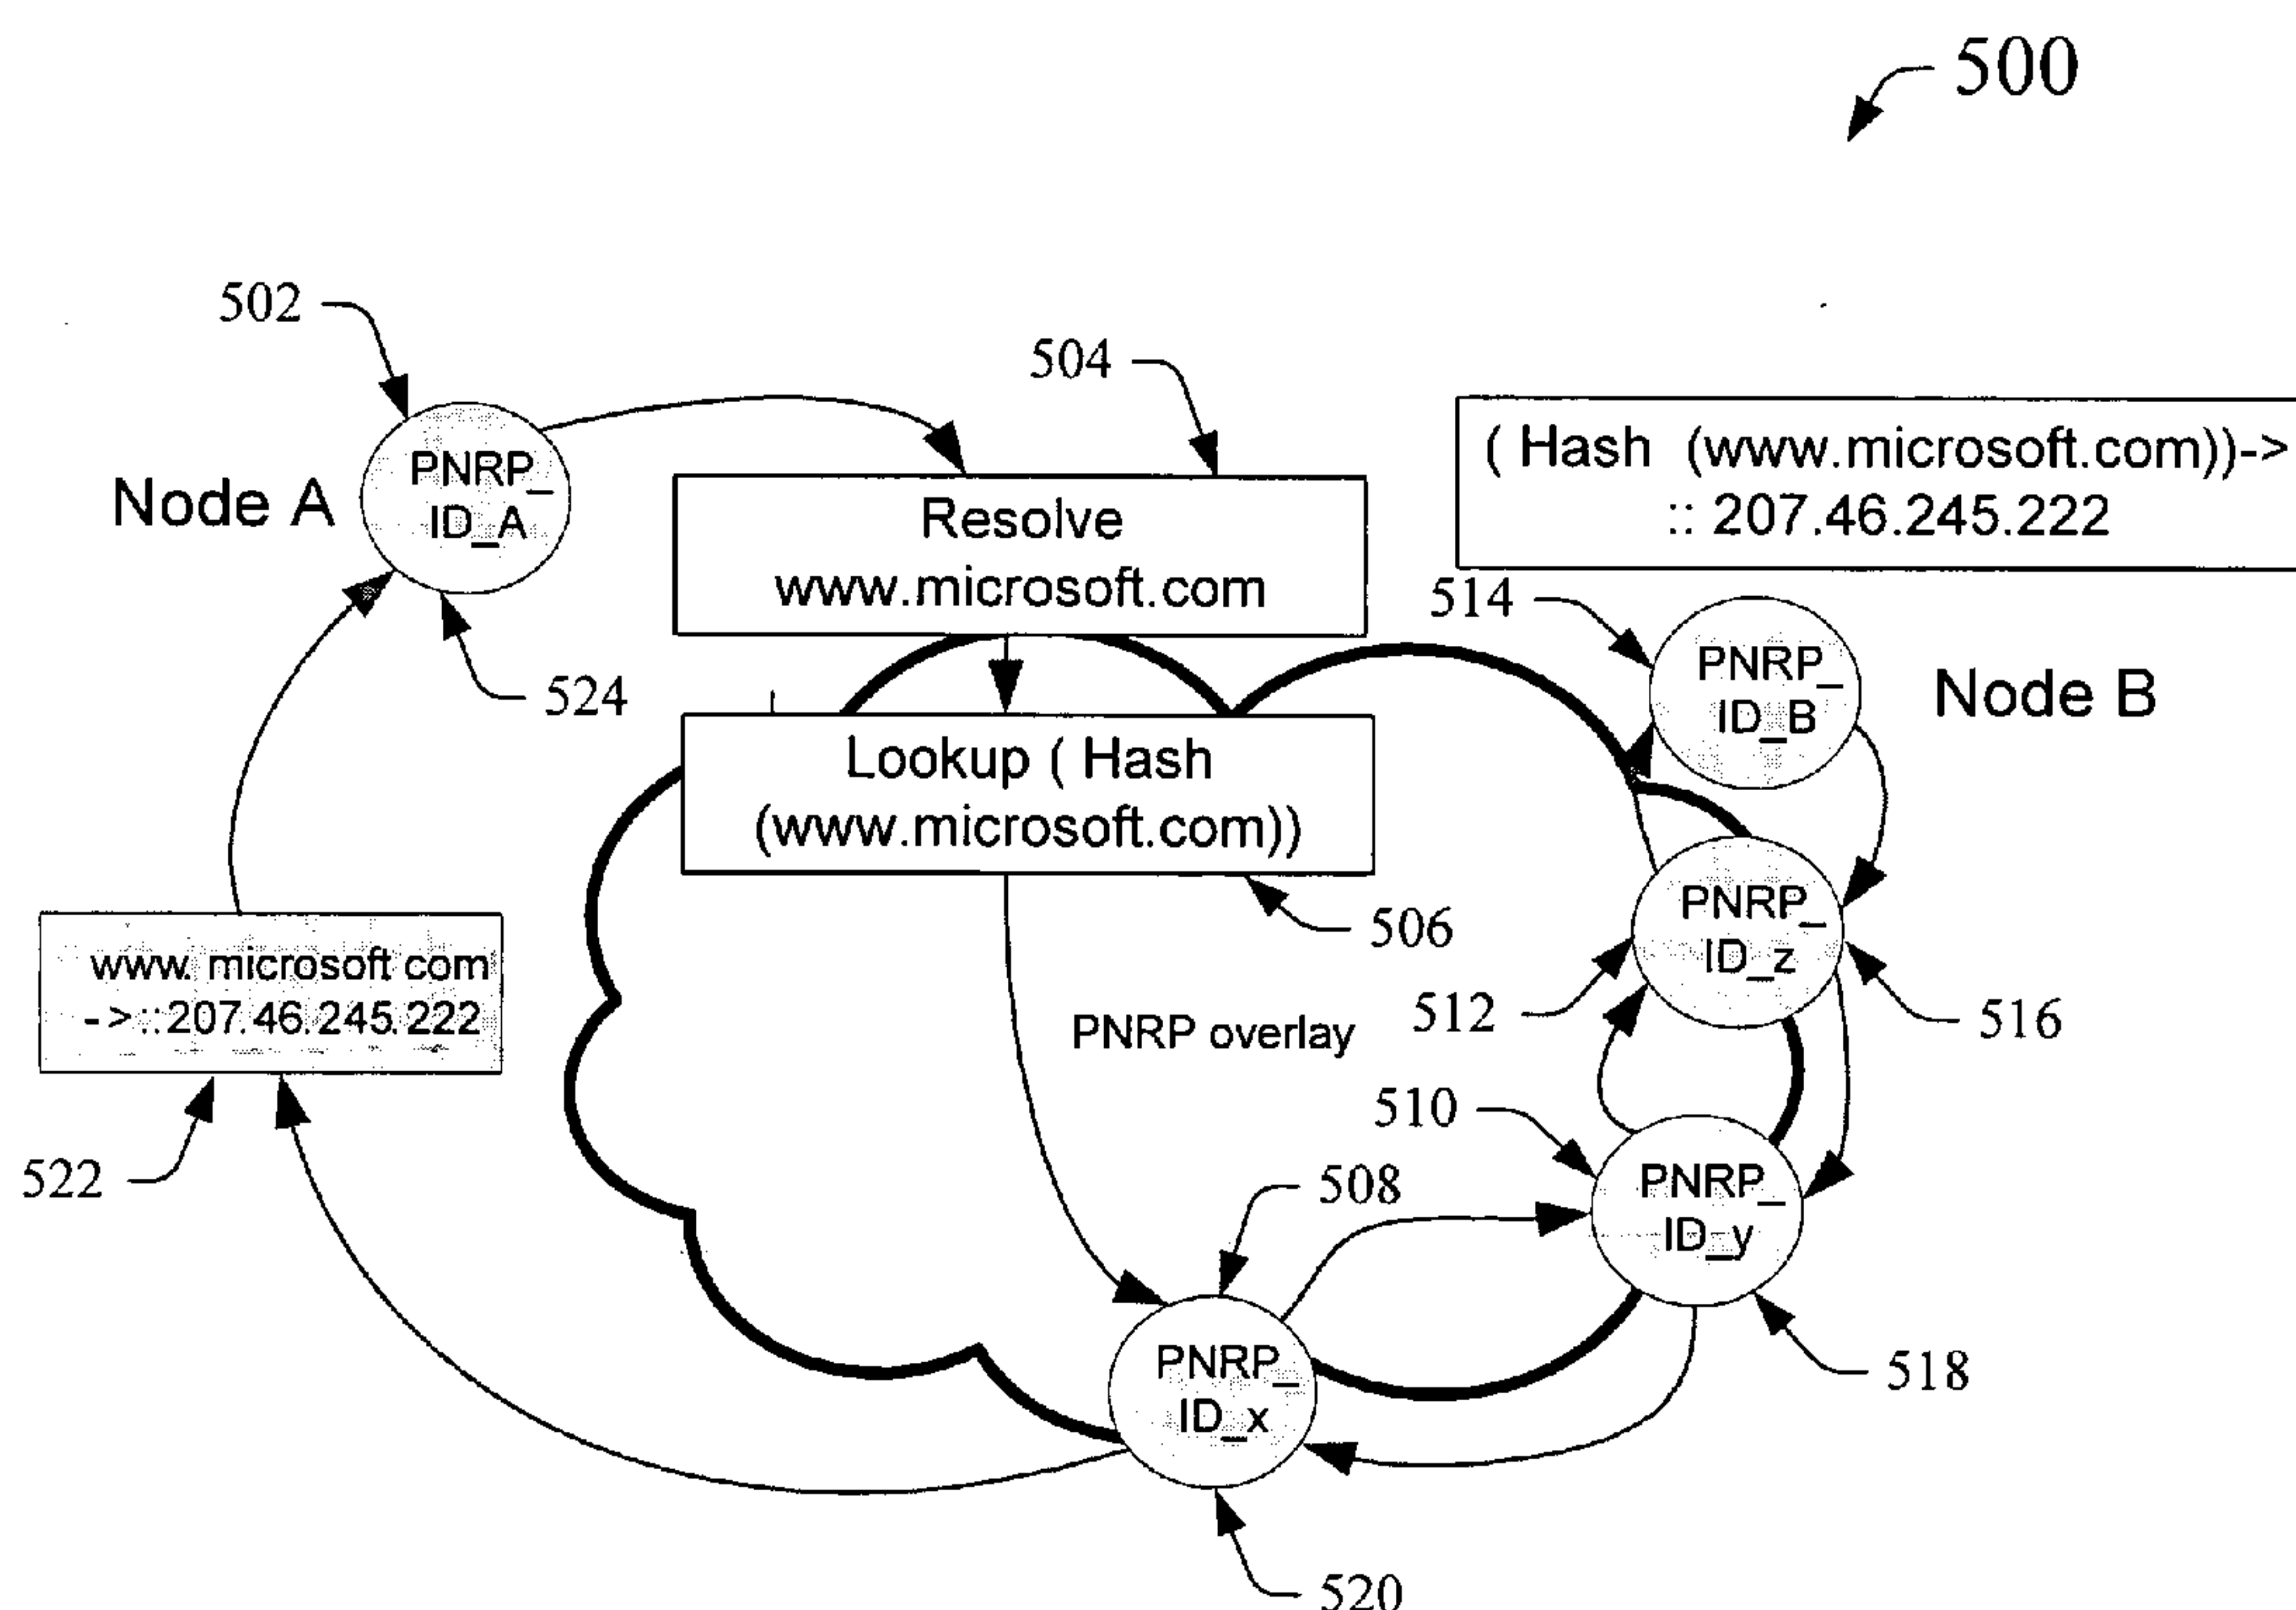 500
502
504
Node A
PNRP_
ID_A
Resolve
www.microsoft.com
( Hash (www.microsoft.com))->
:: 207.46.245.222
514
PNRP_
ID_B
Node B
524
Lookup ( Hash
(www.microsoft.com))
506
PNRP_
ID_z
512
516
www. microsoft com
->::207.46.245.222
PNRP overlay
510
522
508
PNRP_
ID_y
PNRP_
ID_x
518
520